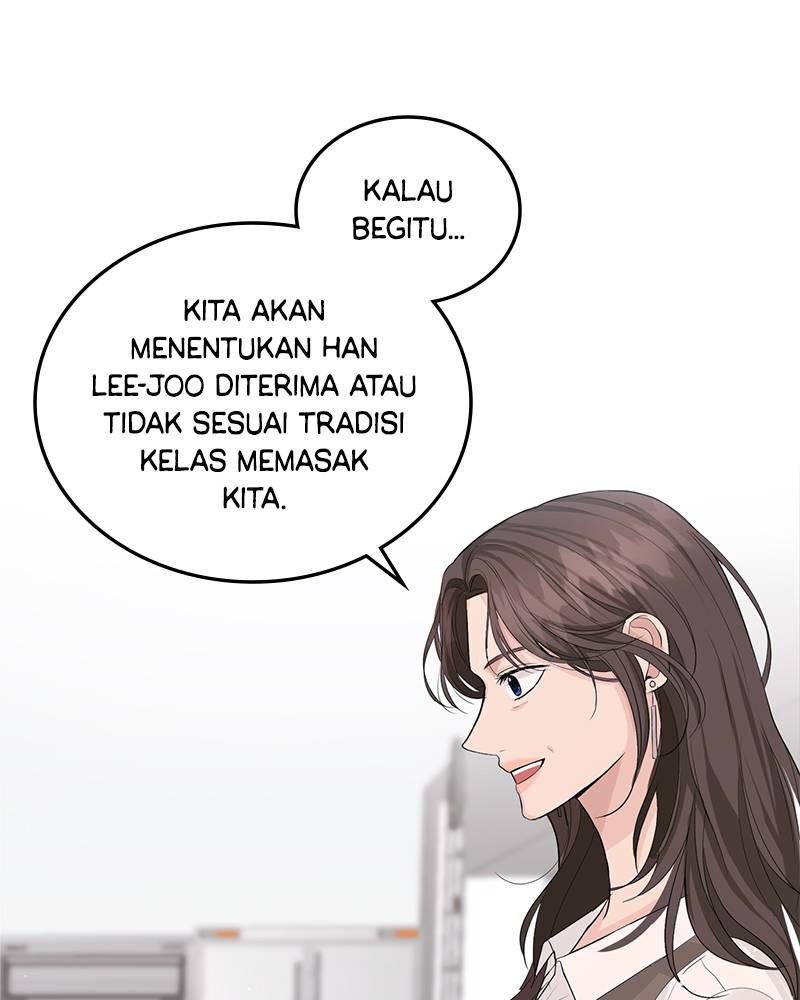 KALAU
BEGITU...
KITA AKAN
MENENTUKAN HAN
LEE-JOO DITERIMA ATAU
TIDAK SESUAI TRADISI
KELAS MEMASAK
KITA.